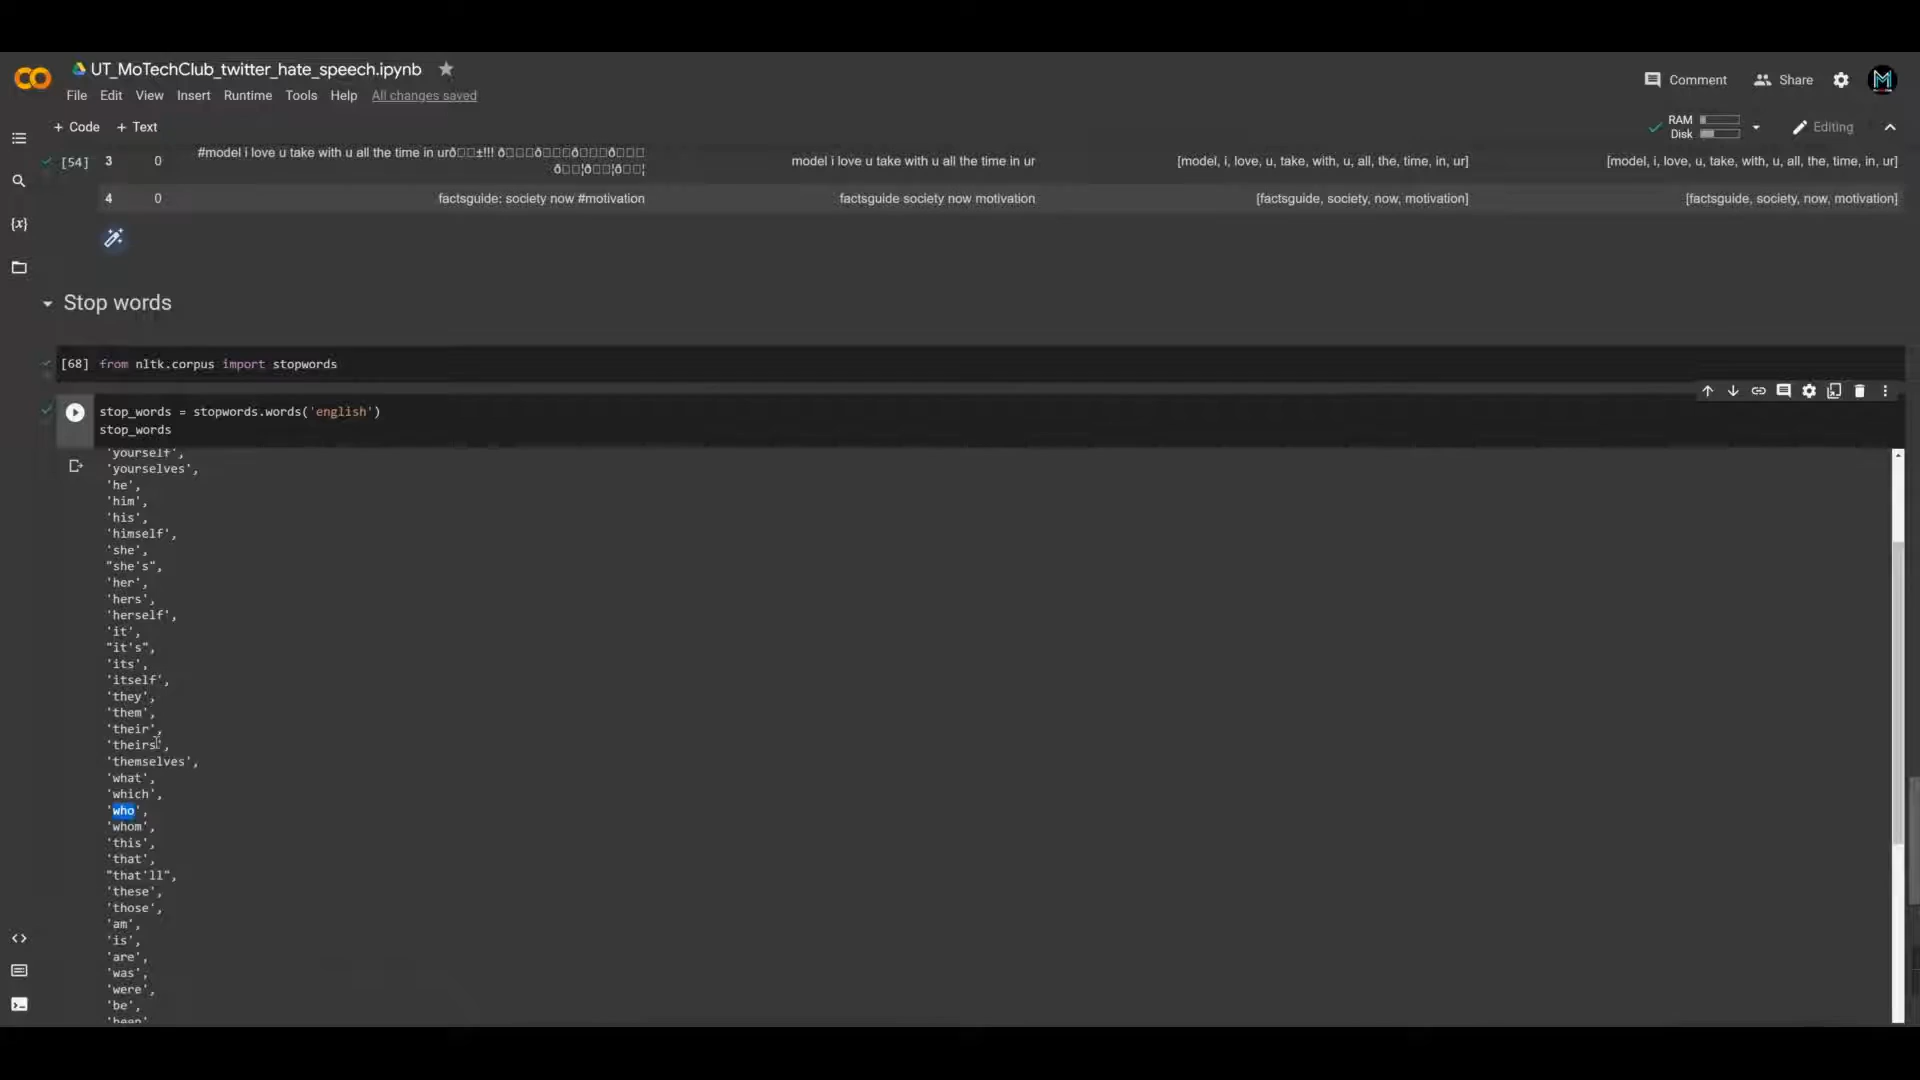 UT_MoTechClub_twitter_hate_speech.ipynb
Comment
Share
File Edit View Insert Runtime Tools Help All changes saved
+ Code + Text
RAM
Disk
Editing
[54] 3 0 #model i love u take with u all the time in urð□□±!!! ð□□□ð□□□ð□□□ð□□□ model i love u take with u all the time in ur [model, i, love, u, take, with, u, all, the, time, in, ur] [model, i, love, u, take, with, u, all, the, time, in, ur]
ð□□¦ð□□¦ð□□¦
4 0 factsguide: society now #motivation factsguide society now motivation [factsguide, society, now, motivation] [factsguide, society, now, motivation]
{x}
Stop words
[68] from nltk.corpus import stopwords
stop_words = stopwords.words('english')
stop_words
'yourself',
'yourselves',
'he',
'him',
'his',
'himself',
'she',
"she's",
'her',
'hers',
'herself',
'it',
"it's",
'its',
'itself',
'they',
'them',
'their',
'theirs',
'themselves',
'what',
'which',
'who',
'whom',
'this',
'that',
"that'll",
'these',
'those',
'am',
'is',
'are',
'was',
'were',
'be',
'been'